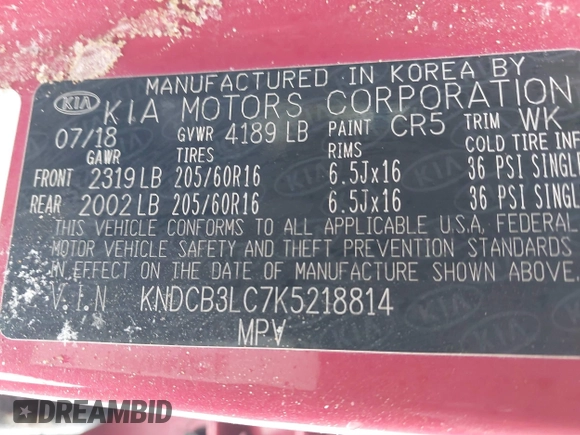 MANUFACTURED IN KOREA BY
KIA KIA MOTORS CORPORATION
07/18 GVWR 4189 LB PAINT CR5 TRIM WK
GAWR TIRES RIMS COLD TIRE INF
FRONT 2319 LB 205/60R16 6.5Jx16 36 PSI SINGL
REAR 2002 LB 205/60R16 6.5Jx16 36 PSI SINGL
THIS VEHICLE CONFORMS TO ALL APPLICABLE U.S.A, FEDERAL
MOTOR VEHICLE SAFETY AND THEFT PREVENTION STANDARDS
IN EFFECT ON THE DATE OF MANUFACTURE SHOWN ABOVE.
V.I.N KNDCB3LC7K5218814
MPV
DREAMBID